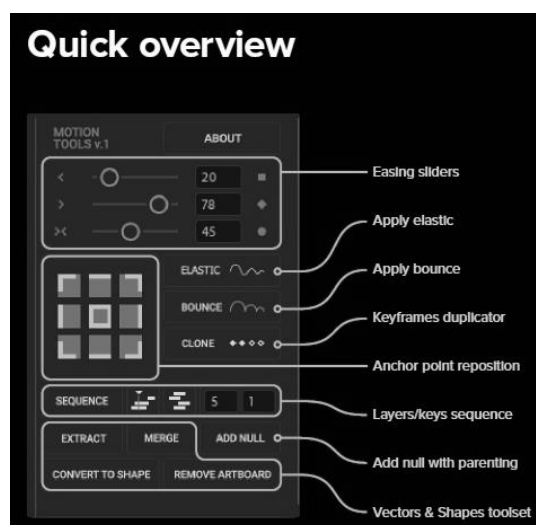 Quick overview
MOTION
TOOLS v.1
ABOUT
20
Easing sliders
78
45
Apply elastic
ELASTIC
Apply bounce
BOUNCE
Keyframes duplicator
CLONE
Anchor point reposition
SEQUENCE 5 1
Layers/keys sequence
EXTRACT MERGE ADD NULL
Add null with parenting
CONVERT TO SHAPE REMOVE ARTBOARD
Vectors & Shapes toolset